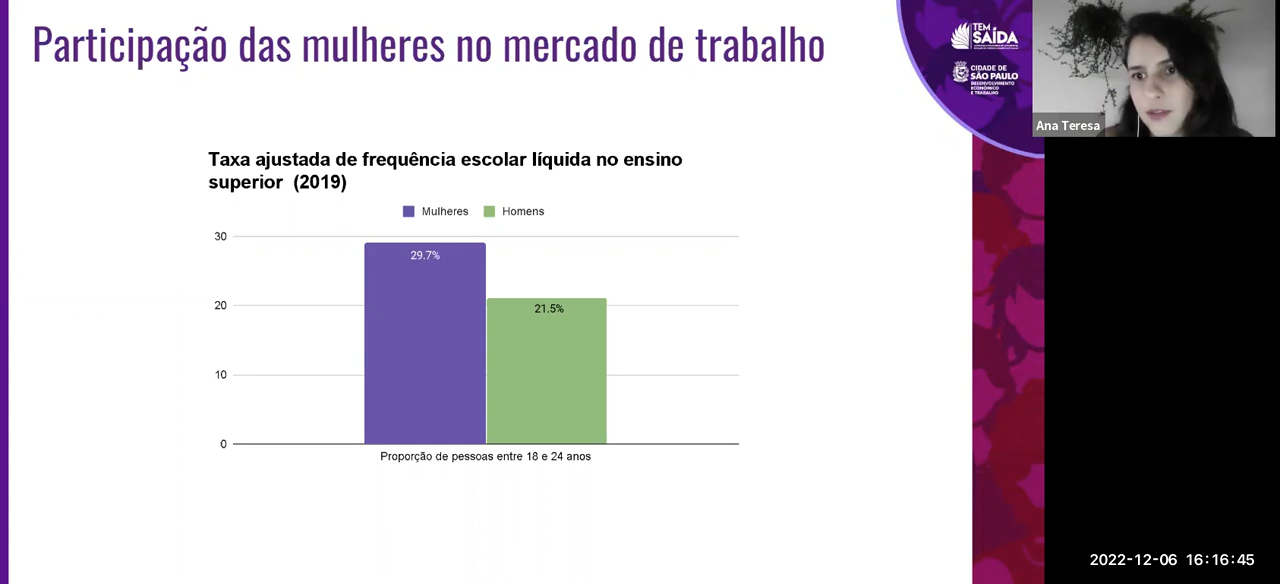 Participação das mulheres no mercado de trabalho
TEM
SAÍDA
CIDADE DE
SÃO PAULO
DESENVOLVIMENTO
ECONÔMICO
E TRABALHO
Ana Teresa
Taxa ajustada de frequência escolar líquida no ensino
superior (2019)
Mulheres Homens
30
29.7%
21.5%
20
10
0
Proporção de pessoas entre 18 e 24 anos
2022-12-06 16:16:45